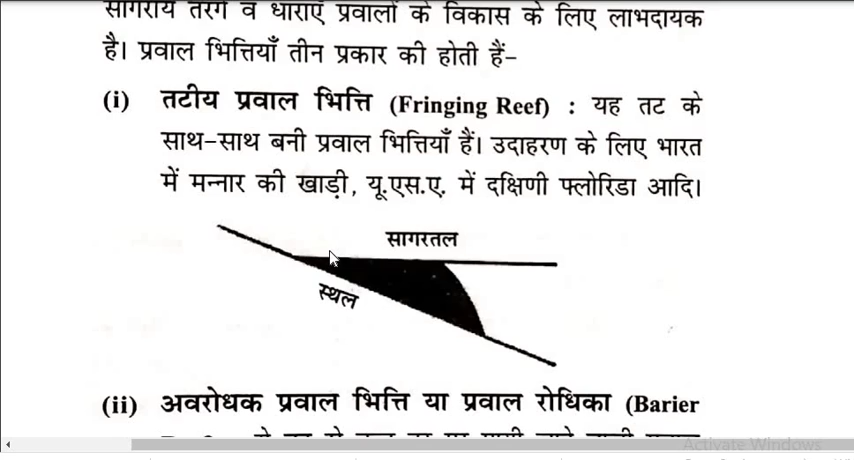 सागरीय तरंगें व धाराएँ प्रवालों के विकास के लिए लाभदायक
है। प्रवाल भित्तियाँ तीन प्रकार की होती हैं–
(i) तटीय प्रवाल भित्ति (Fringing Reef) : यह तट के
साथ-साथ बनी प्रवाल भित्तियाँ हैं। उदाहरण के लिए भारत
में मन्नार की खाड़ी, यू.एस.ए. में दक्षिणी फ्लोरिडा आदि।
सागरतल
स्थल
(ii) अवरोधक प्रवाल भित्ति या प्रवाल रोधिका (Barier
Activate Windows